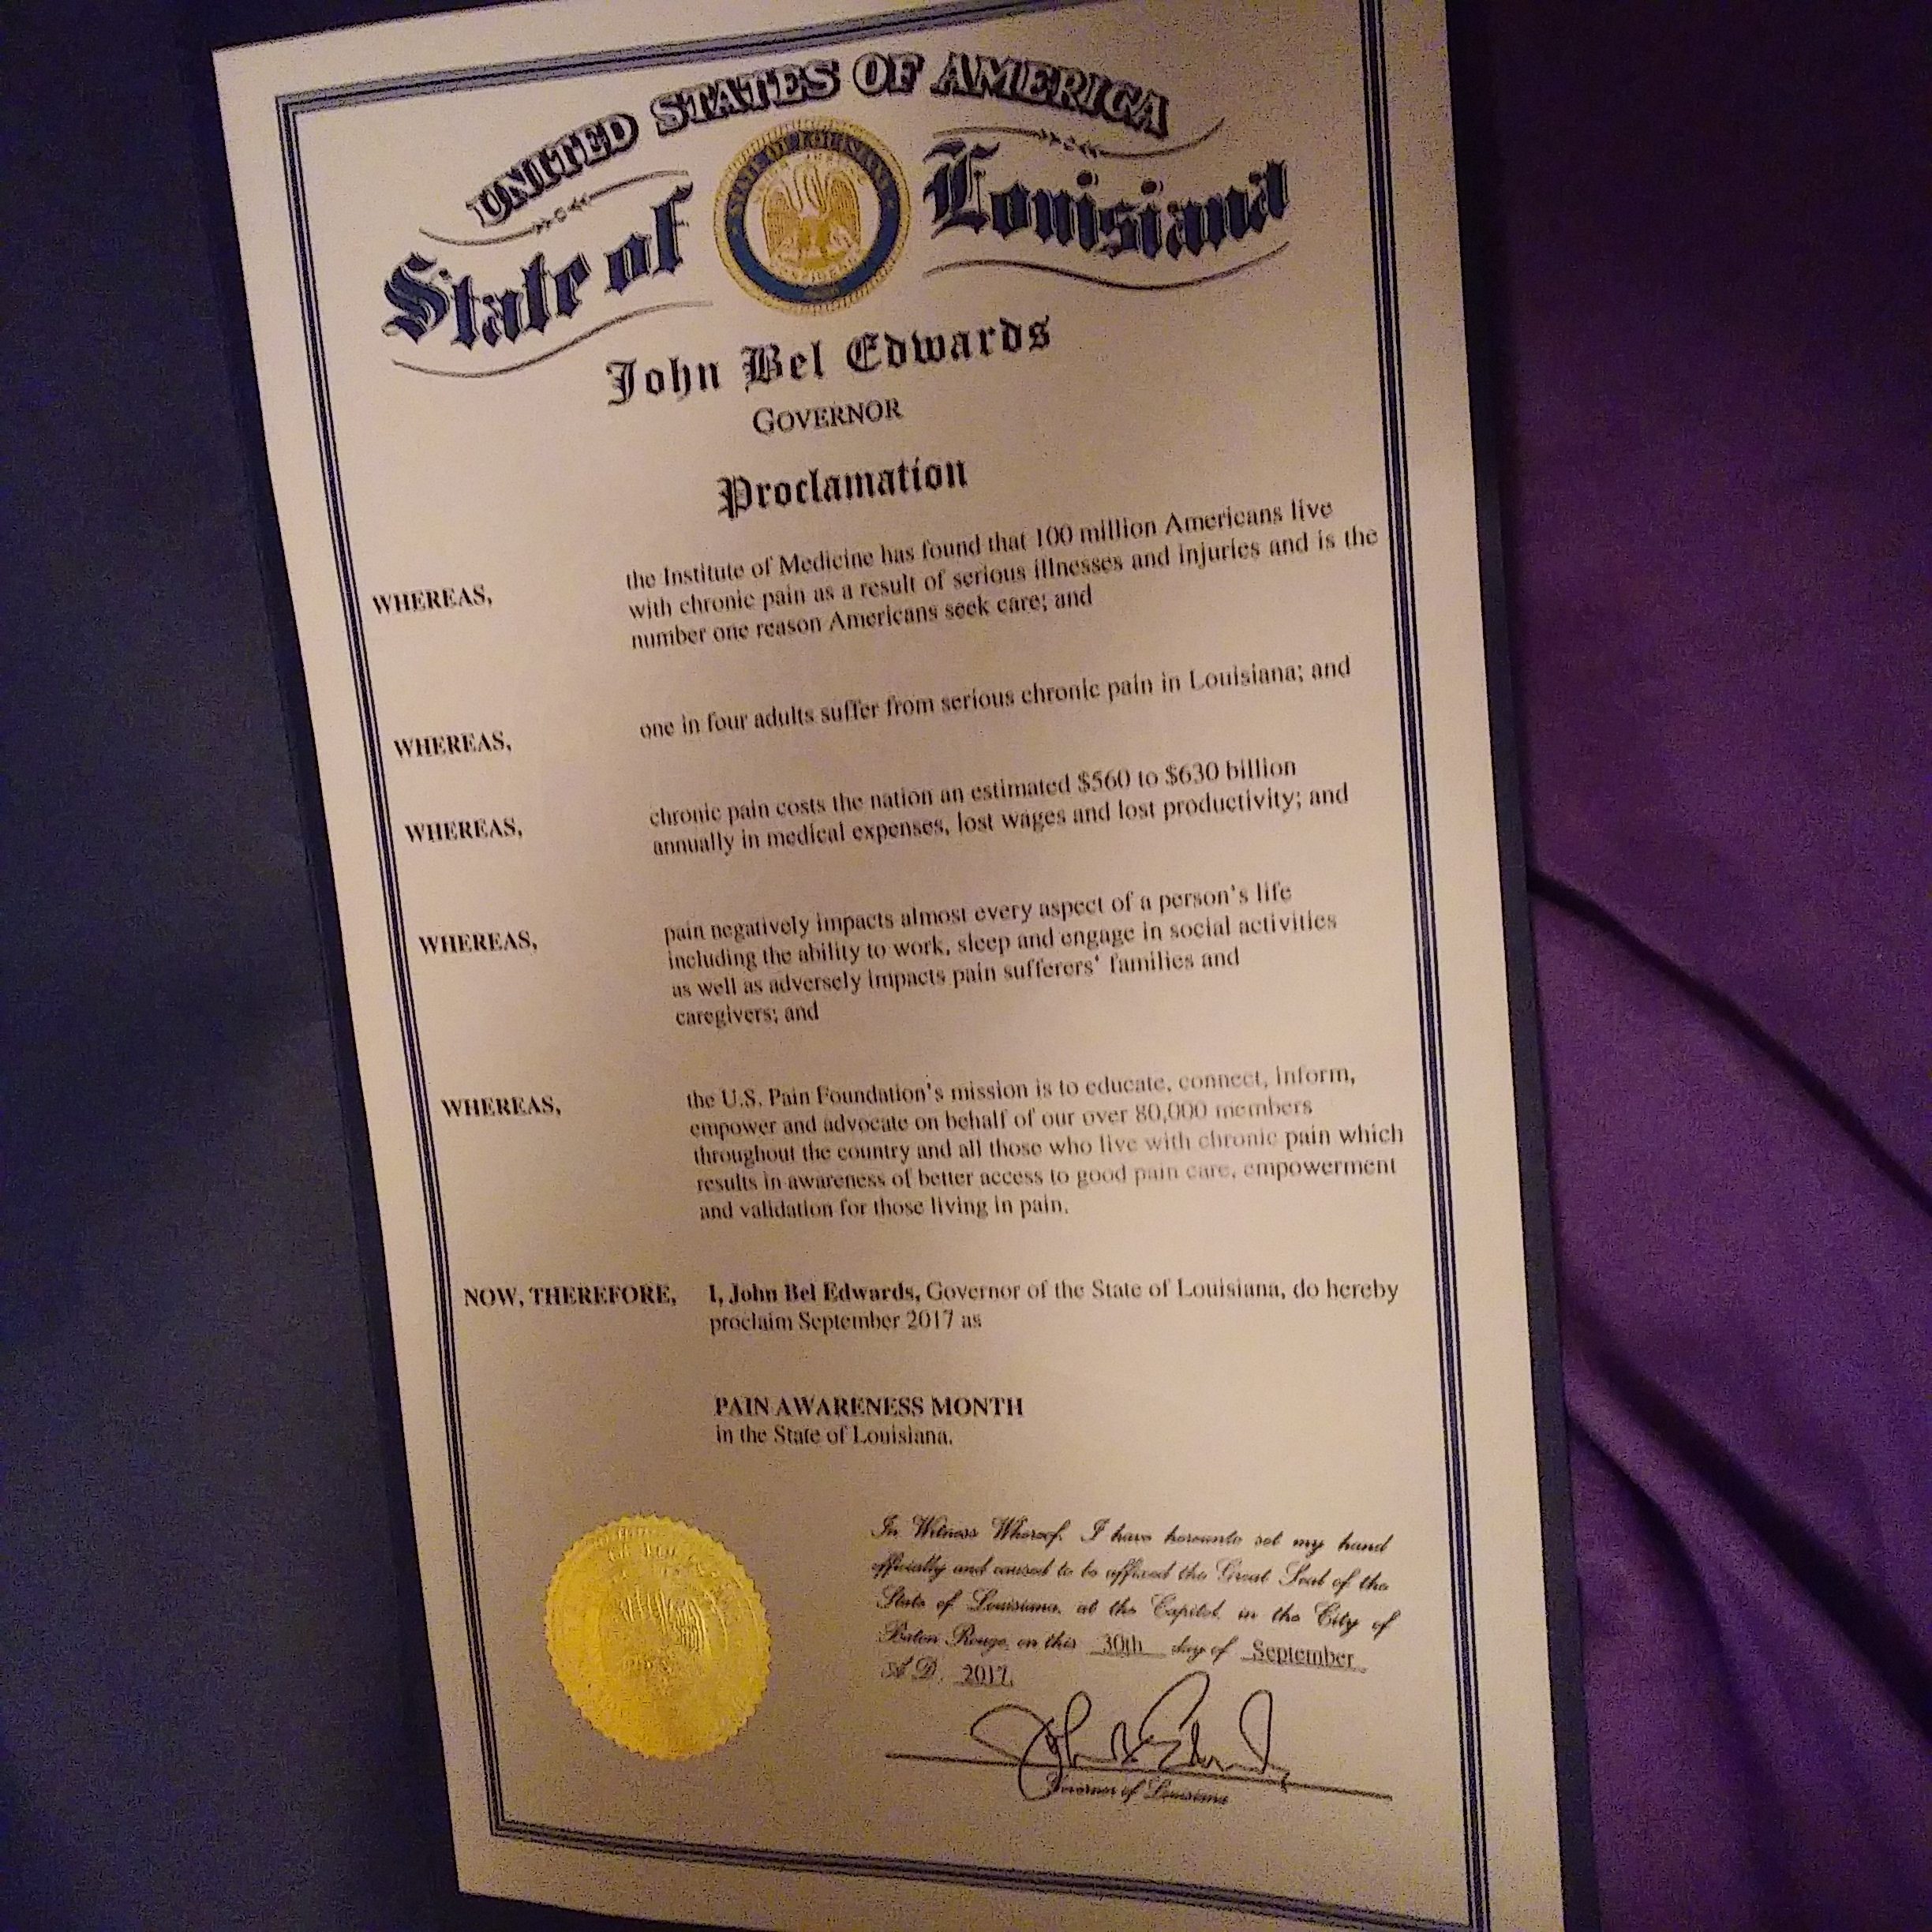 UNITED STATES OF AMERICA
State of Louisiana
STATE OF LOUISIANA
John Bel Edwards
GOVERNOR
Proclamation
WHEREAS, the Institute of Medicine has found that 100 million Americans live
with chronic pain as a result of serious illnesses and injuries and is the
number one reason Americans seek care; and
WHEREAS, one in four adults suffer from serious chronic pain in Louisiana; and
WHEREAS, chronic pain costs the nation an estimated $560 to $630 billion
annually in medical expenses, lost wages and lost productivity; and
WHEREAS, pain negatively impacts almost every aspect of a person's life
including the ability to work, sleep and engage in social activities
as well as adversely impacts pain sufferers' families and
caregivers; and
WHEREAS, the U.S. Pain Foundation's mission is to educate, connect, inform,
empower and advocate on behalf of our over 80,000 members
throughout the country and all those who live with chronic pain which
results in awareness of better access to good pain care, empowerment
and validation for those living in pain.
NOW, THEREFORE, I, John Bel Edwards, Governor of the State of Louisiana, do hereby
proclaim September 2017 as
PAIN AWARENESS MONTH
in the State of Louisiana.
In Witness Whereof, I have hereunto set my hand
officially and caused to be affixed the Great Seal of the
State of Louisiana, at the Capitol, in the City of
Baton Rouge, on this 30th day of September
A.D., 2017.
John B Edwards
Governor of Louisiana